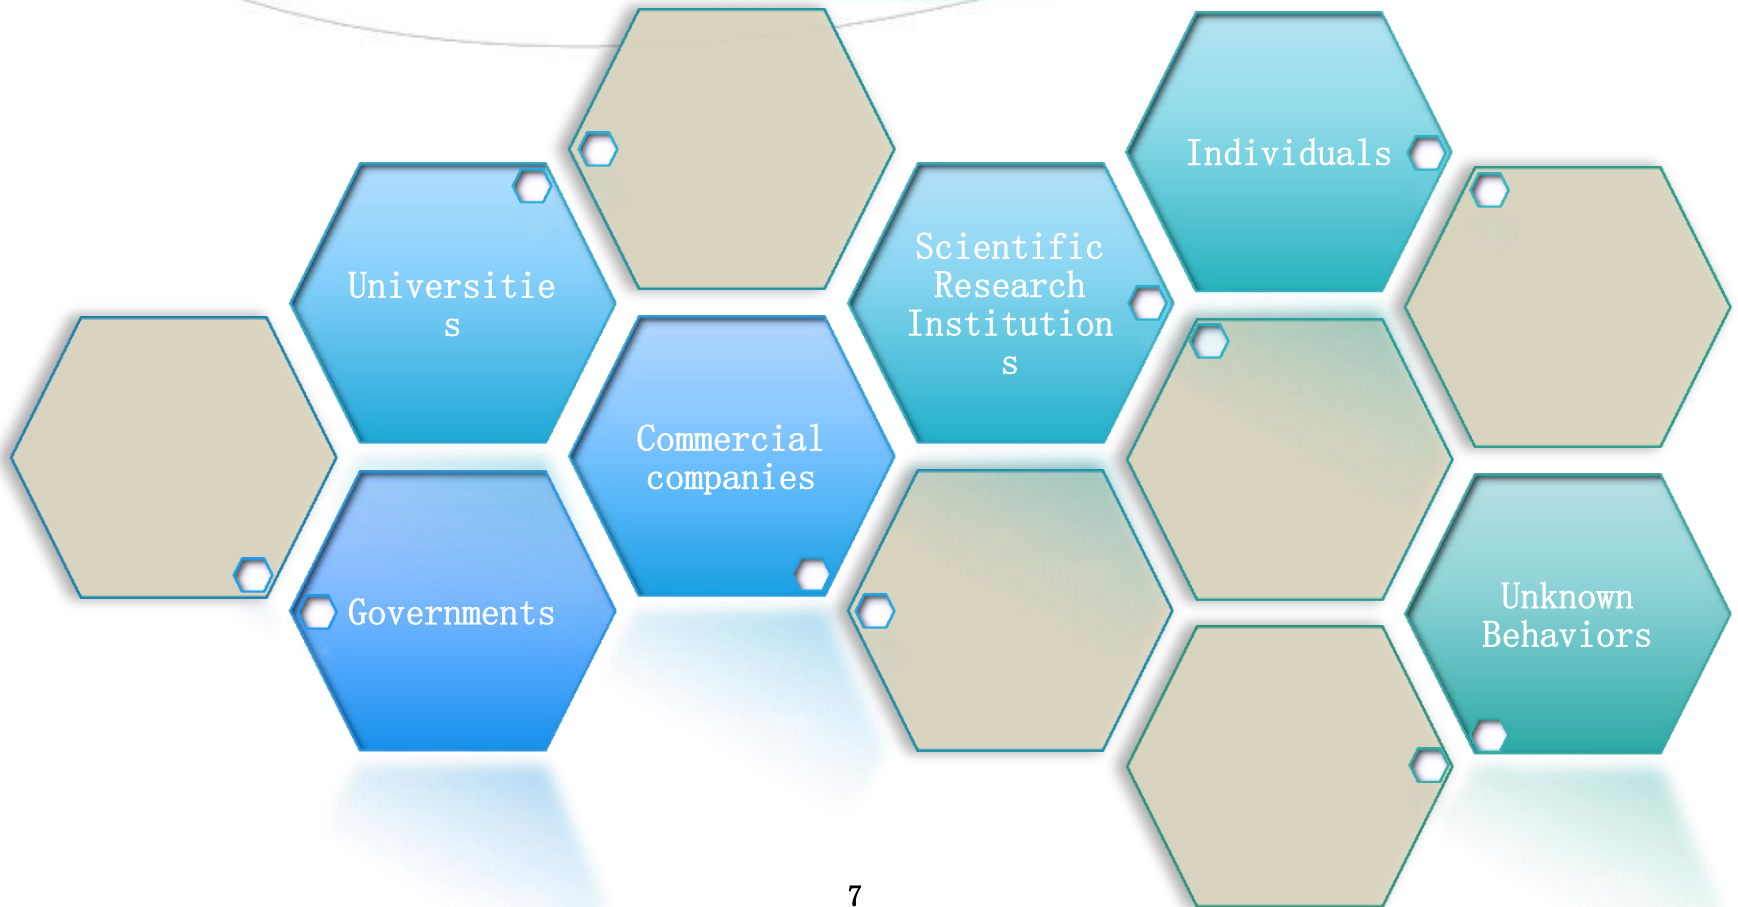 Individuals
Universitie
s
Scientific
Research
Institution
s
Commercial
companies
Governments
Unknown
Behaviors
7